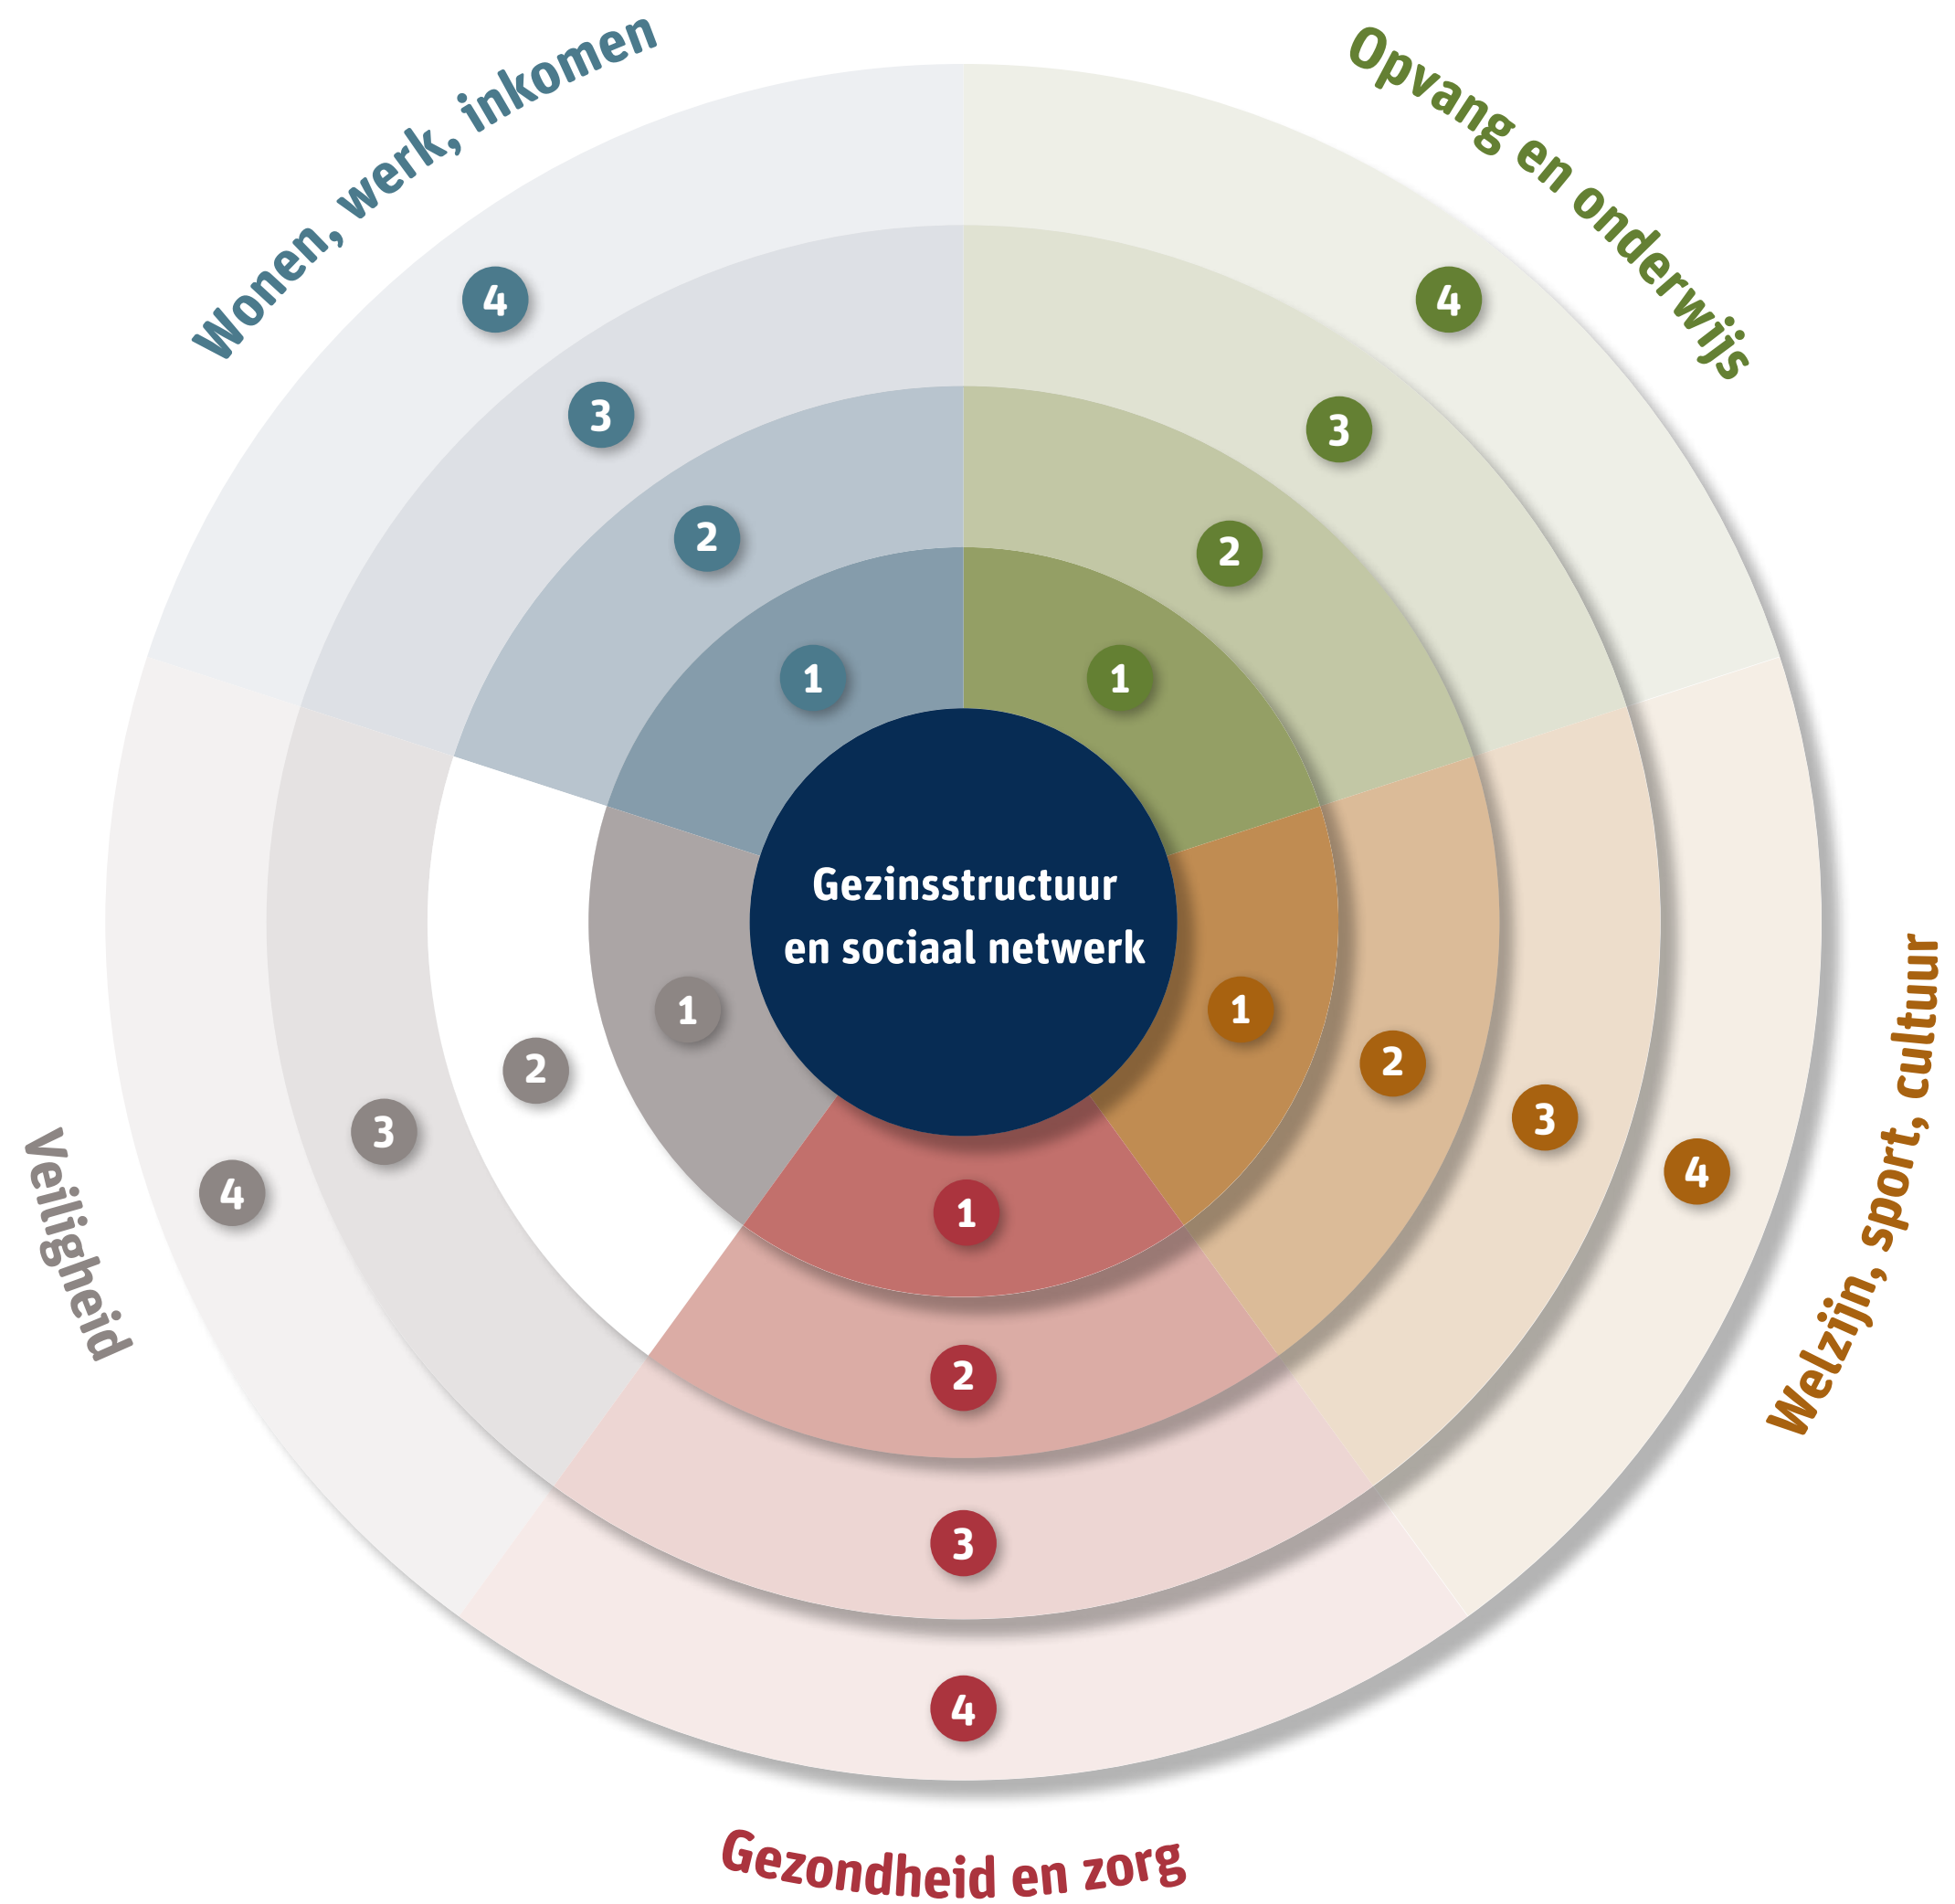 Wonen, werk, inkomen
Opvang en onderwijs
4
4
3
3
2
2
1
1
Gezinsstructuur
en sociaal netwerk
1
1
2
2
3
3
4
4
Veiligheid
Welzijn, sport, cultuur
1
2
3
4
Gezondheid en zorg